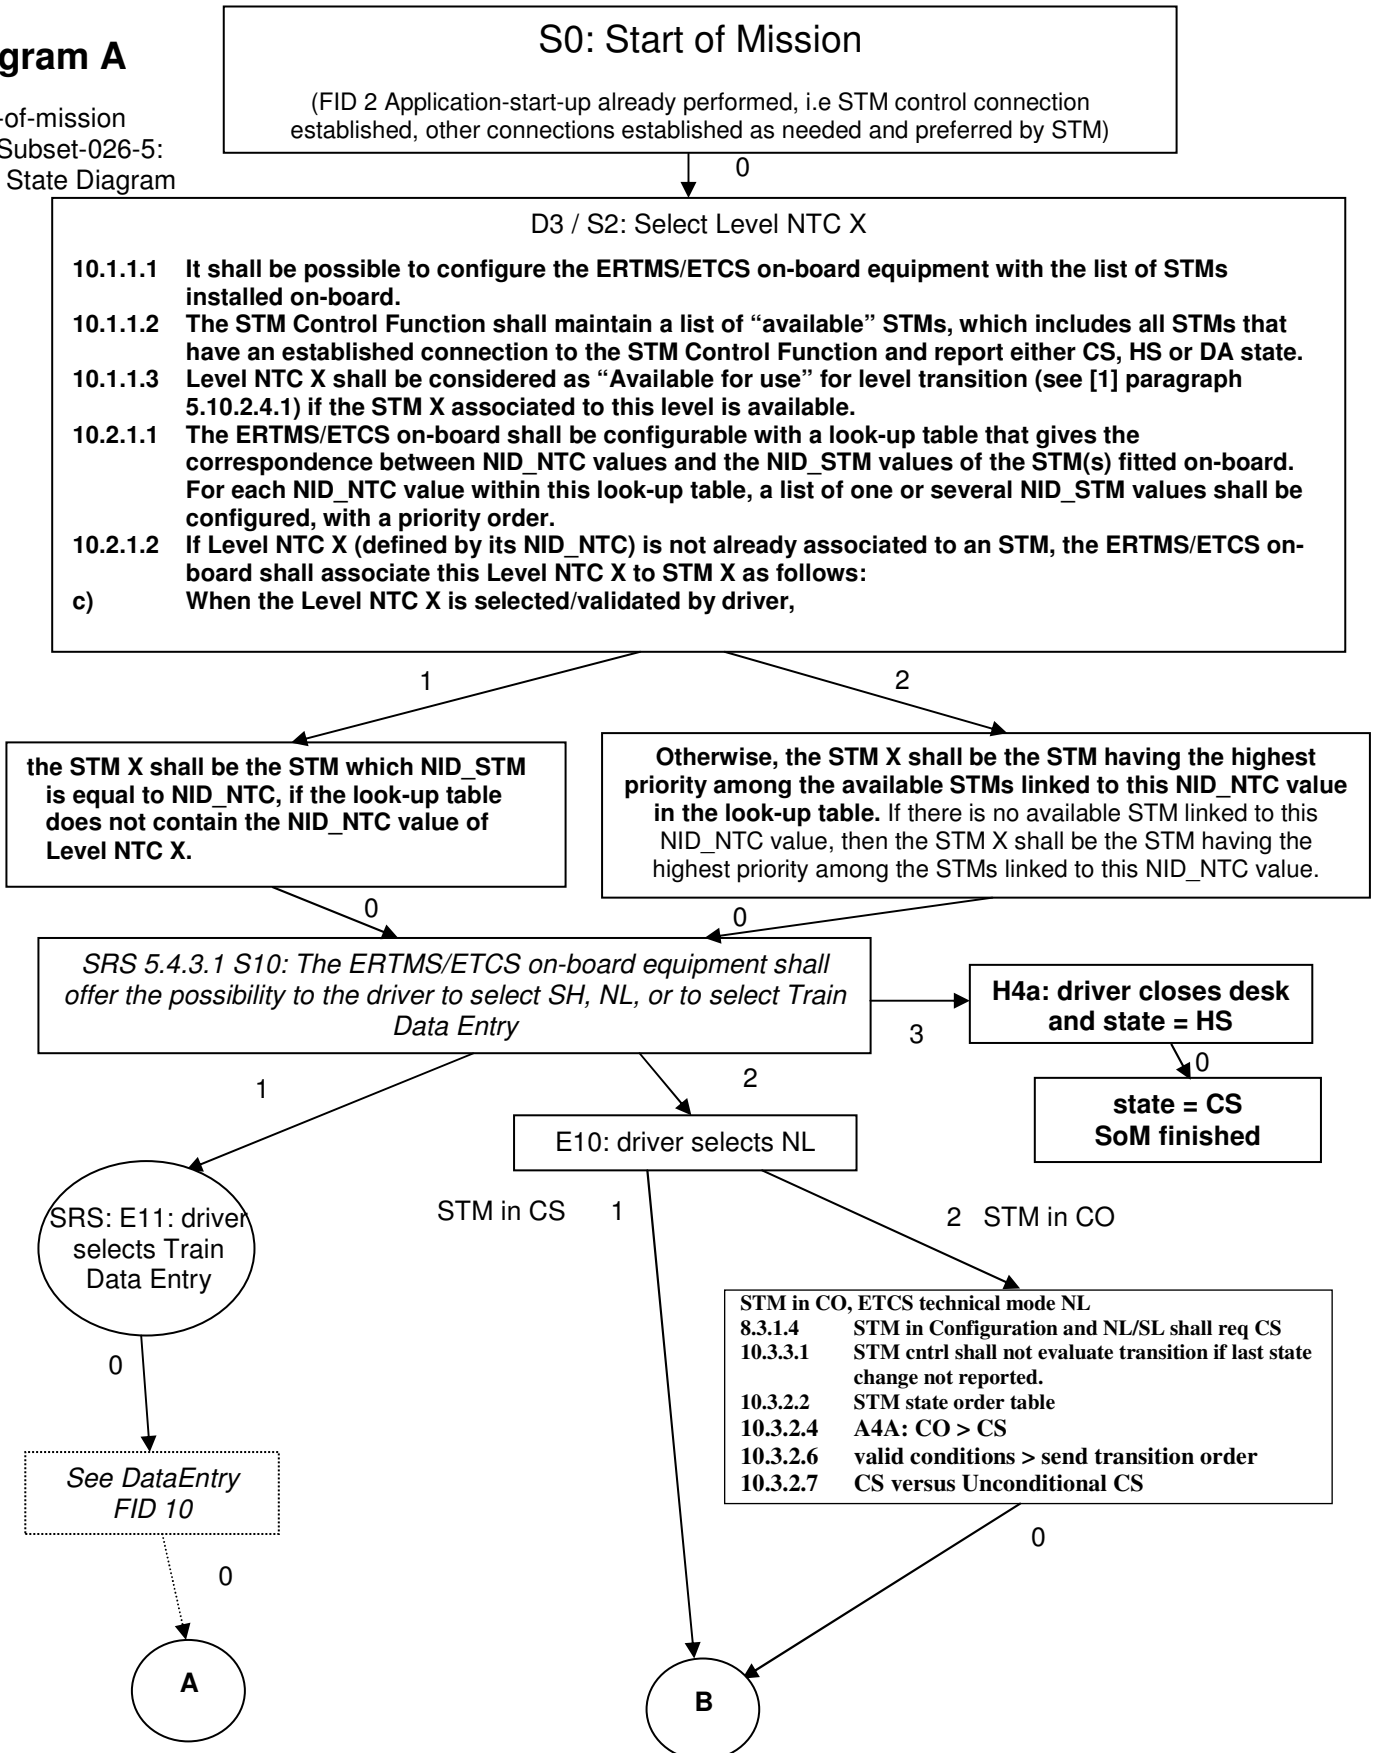 gram A
-of-mission
Subset-026-5:
State Diagram
S0: Start of Mission
(FID 2 Application-start-up already performed, i.e STM control connection
established, other connections established as needed and preferred by STM)
0
D3 / S2: Select Level NTC X
10.1.1.1 It shall be possible to configure the ERTMS/ETCS on-board equipment with the list of STMs
installed on-board.
10.1.1.2 The STM Control Function shall maintain a list of “available” STMs, which includes all STMs that
have an established connection to the STM Control Function and report either CS, HS or DA state.
10.1.1.3 Level NTC X shall be considered as “Available for use” for level transition (see [1] paragraph
5.10.2.4.1) if the STM X associated to this level is available.
10.2.1.1 The ERTMS/ETCS on-board shall be configurable with a look-up table that gives the
correspondence between NID_NTC values and the NID_STM values of the STM(s) fitted on-board.
For each NID_NTC value within this look-up table, a list of one or several NID_STM values shall be
configured, with a priority order.
10.2.1.2 If Level NTC X (defined by its NID_NTC) is not already associated to an STM, the ERTMS/ETCS on-
board shall associate this Level NTC X to STM X as follows:
c) When the Level NTC X is selected/validated by driver,
1
2
the STM X shall be the STM which NID_STM
is equal to NID_NTC, if the look-up table
does not contain the NID_NTC value of
Level NTC X.
Otherwise, the STM X shall be the STM having the highest
priority among the available STMs linked to this NID_NTC value
in the look-up table. If there is no available STM linked to this
NID_NTC value, then the STM X shall be the STM having the
highest priority among the STMs linked to this NID_NTC value.
0
0
SRS 5.4.3.1 S10: The ERTMS/ETCS on-board equipment shall
offer the possibility to the driver to select SH, NL, or to select Train
Data Entry
3
H4a: driver closes desk
and state = HS
0
state = CS
SoM finished
1
2
E10: driver selects NL
SRS: E11: driver
selects Train
Data Entry
STM in CS 1
2 STM in CO
STM in CO, ETCS technical mode NL
8.3.1.4 STM in Configuration and NL/SL shall req CS
10.3.3.1 STM cntrl shall not evaluate transition if last state
change not reported.
10.3.2.2 STM state order table
10.3.2.4 A4A: CO > CS
10.3.2.6 valid conditions > send transition order
10.3.2.7 CS versus Unconditional CS
0
See DataEntry
FID 10
0
0
A
B